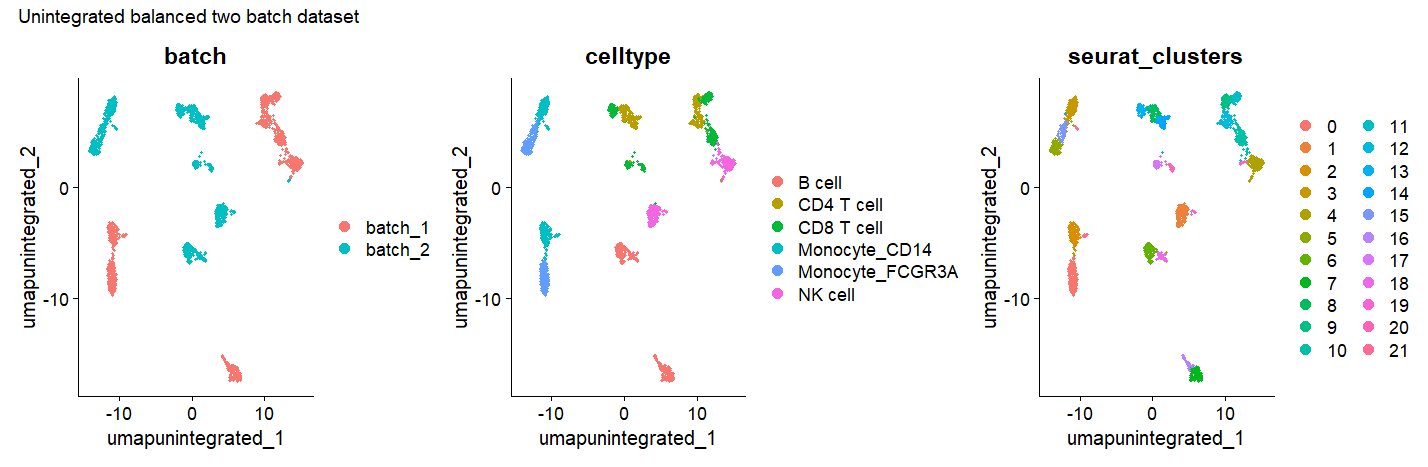 Unintegrated balanced two batch dataset
batch
celltype
seurat_clusters
umapunintegrated_2
0
-10
-10
0
10
umapunintegrated_1
batch_1
batch_2
umapunintegrated_2
0
-10
-10
0
10
umapunintegrated_1
B cell
CD4 T cell
CD8 T cell
Monocyte_CD14
Monocyte_FCGR3A
NK cell
umapunintegrated_2
0
-10
-10
0
10
umapunintegrated_1
0
1
2
3
4
5
6
7
8
9
10
11
12
13
14
15
16
17
18
19
20
21